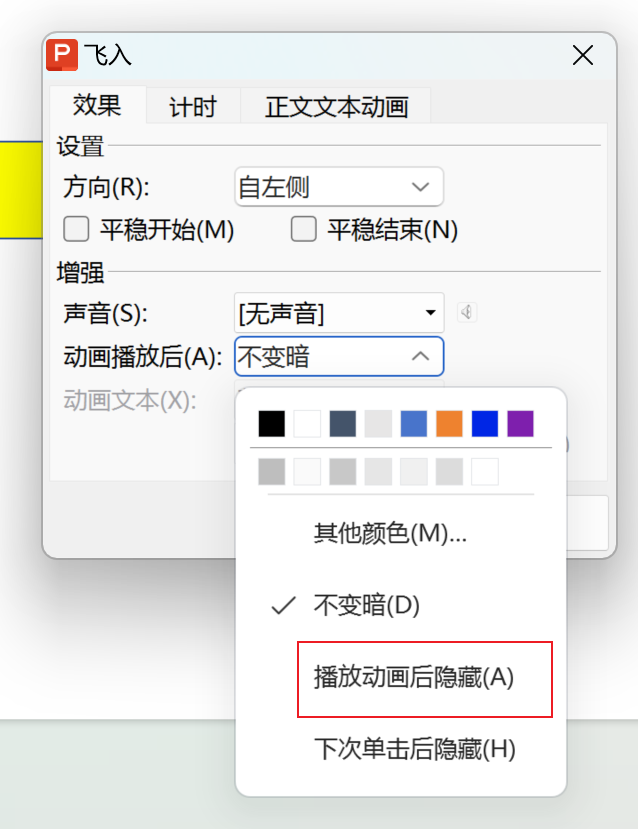 P 飞入
效果 计时 正文文本动画
设置
方向(R): 自左侧
平稳开始(M) 平稳结束(N)
增强
声音(S): [无声音]
动画播放后(A): 不变暗
动画文本(X):
其他颜色(M)...
不变暗(D)
播放动画后隐藏(A)
下次单击后隐藏(H)